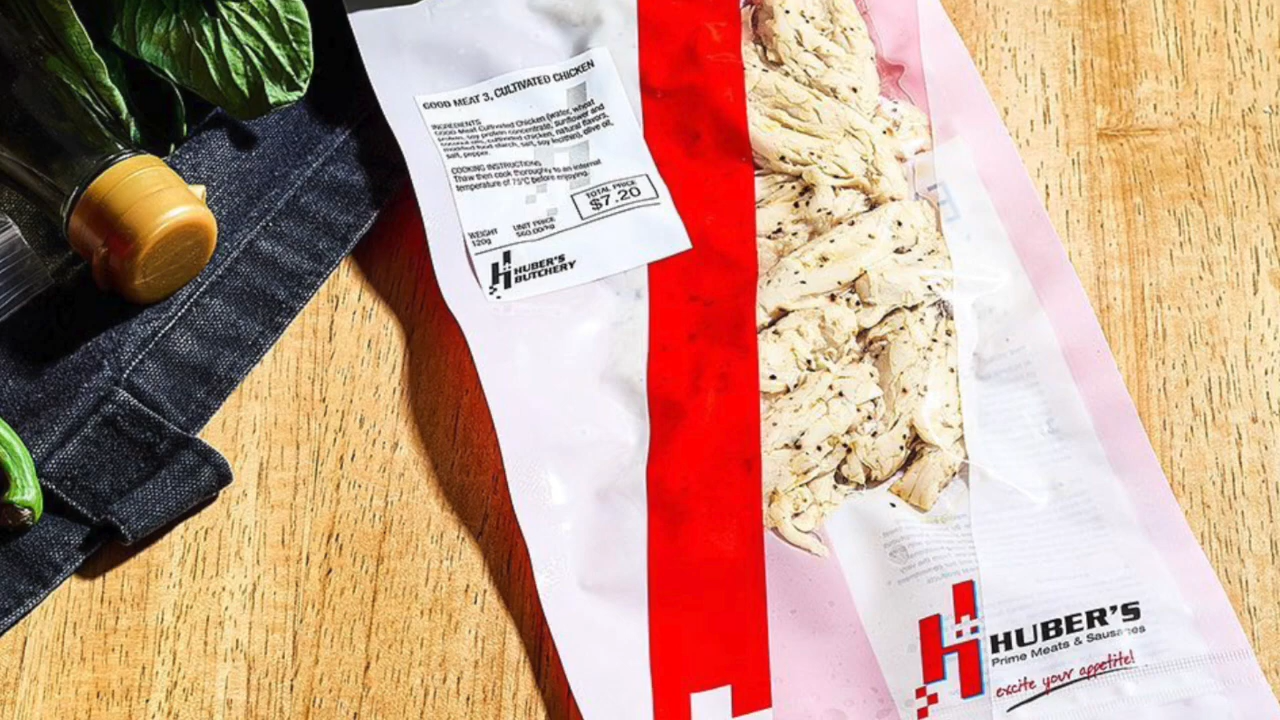 GOOD MEAT 3, CULTIVATED CHICKEN
INGREDIENTS
GOOD Meat Cultivated Chicken (water, wheat
protein, soy protein concentrate, sunflower and
coconut oils, cultivated chicken, natural flavors,
modified food starch, salt, soy lecithin), olive oil,
salt, pepper.
COOKING INSTRUCTIONS
Thaw then cook thoroughly to an internal
temperature of 75°C before enjoying.
TOTAL PRICE
$7.20
WEIGHT UNIT PRICE
120g $60.00/kg
HUBER'S
BUTCHERY
HUBER'S
Prime Meats & Sausages
excite your appetite!